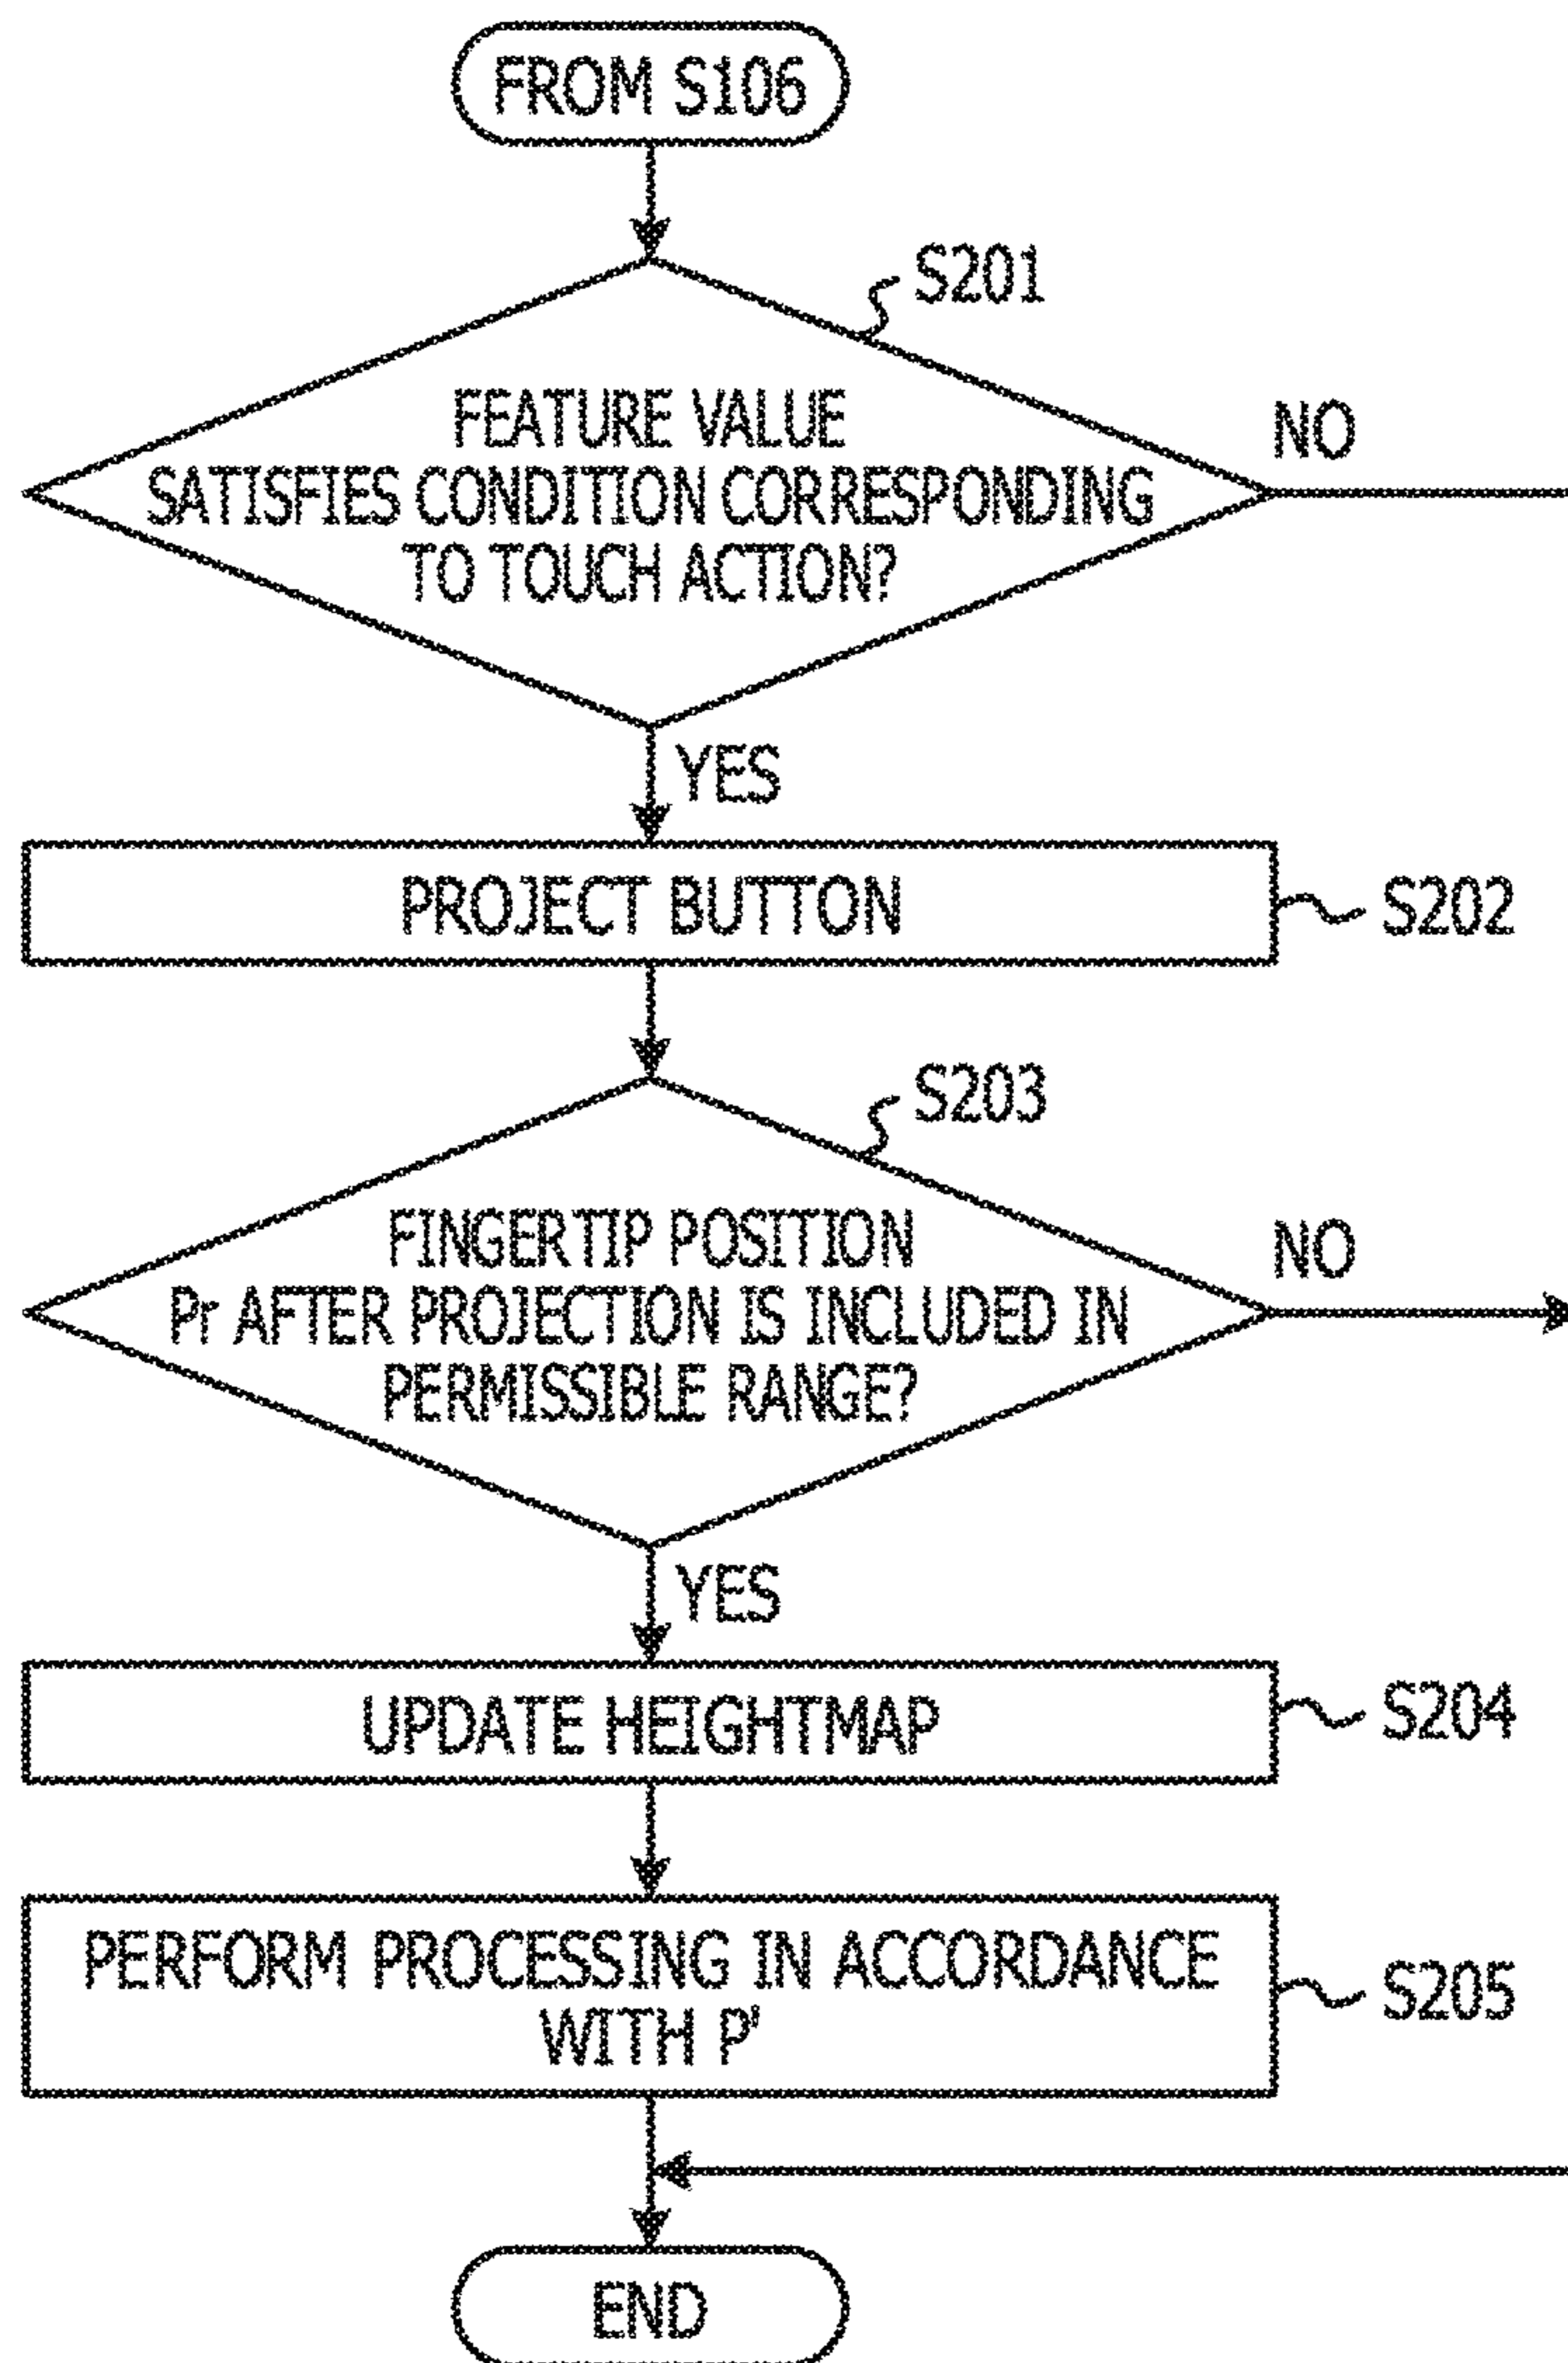 FROM S106
S201
FEATURE VALUE
SATISFIES CONDITION CORRESPONDING
TO TOUCH ACTION?
NO
YES
PROJECT BUTTON
S202
S203
FINGERTIP POSITION
Pr AFTER PROJECTION IS INCLUDED IN
PERMISSIBLE RANGE?
NO
YES
UPDATE HEIGHTMAP
S204
PERFORM PROCESSING IN ACCORDANCE
WITH P'
S205
END